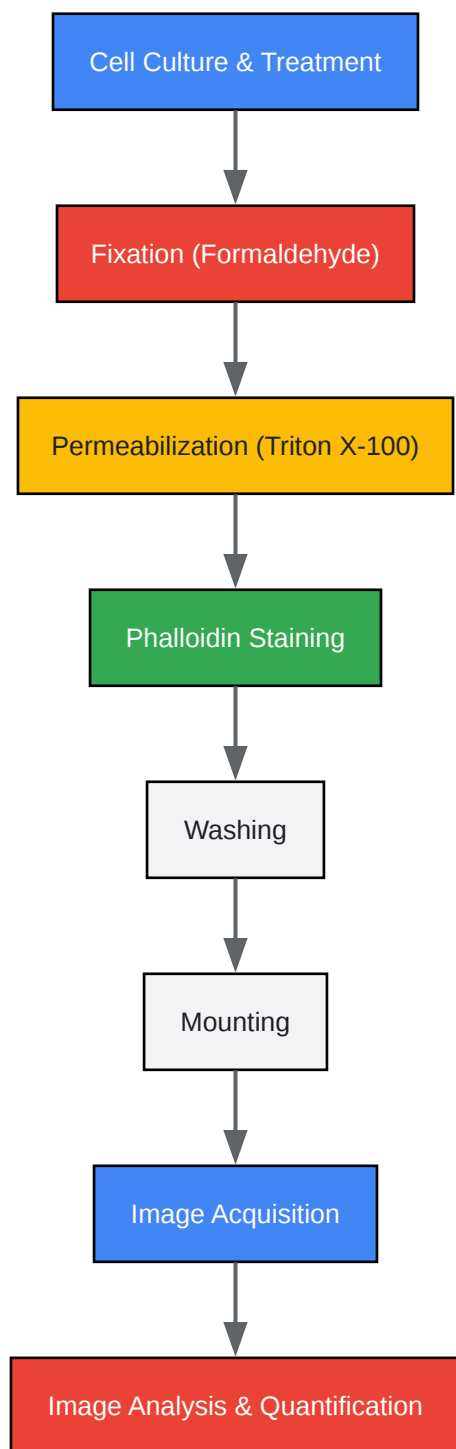 Cell Culture & Treatment
Fixation (Formaldehyde)
Permeabilization (Triton X-100)
Phalloidin Staining
Washing
Mounting
Image Acquisition
Image Analysis & Quantification